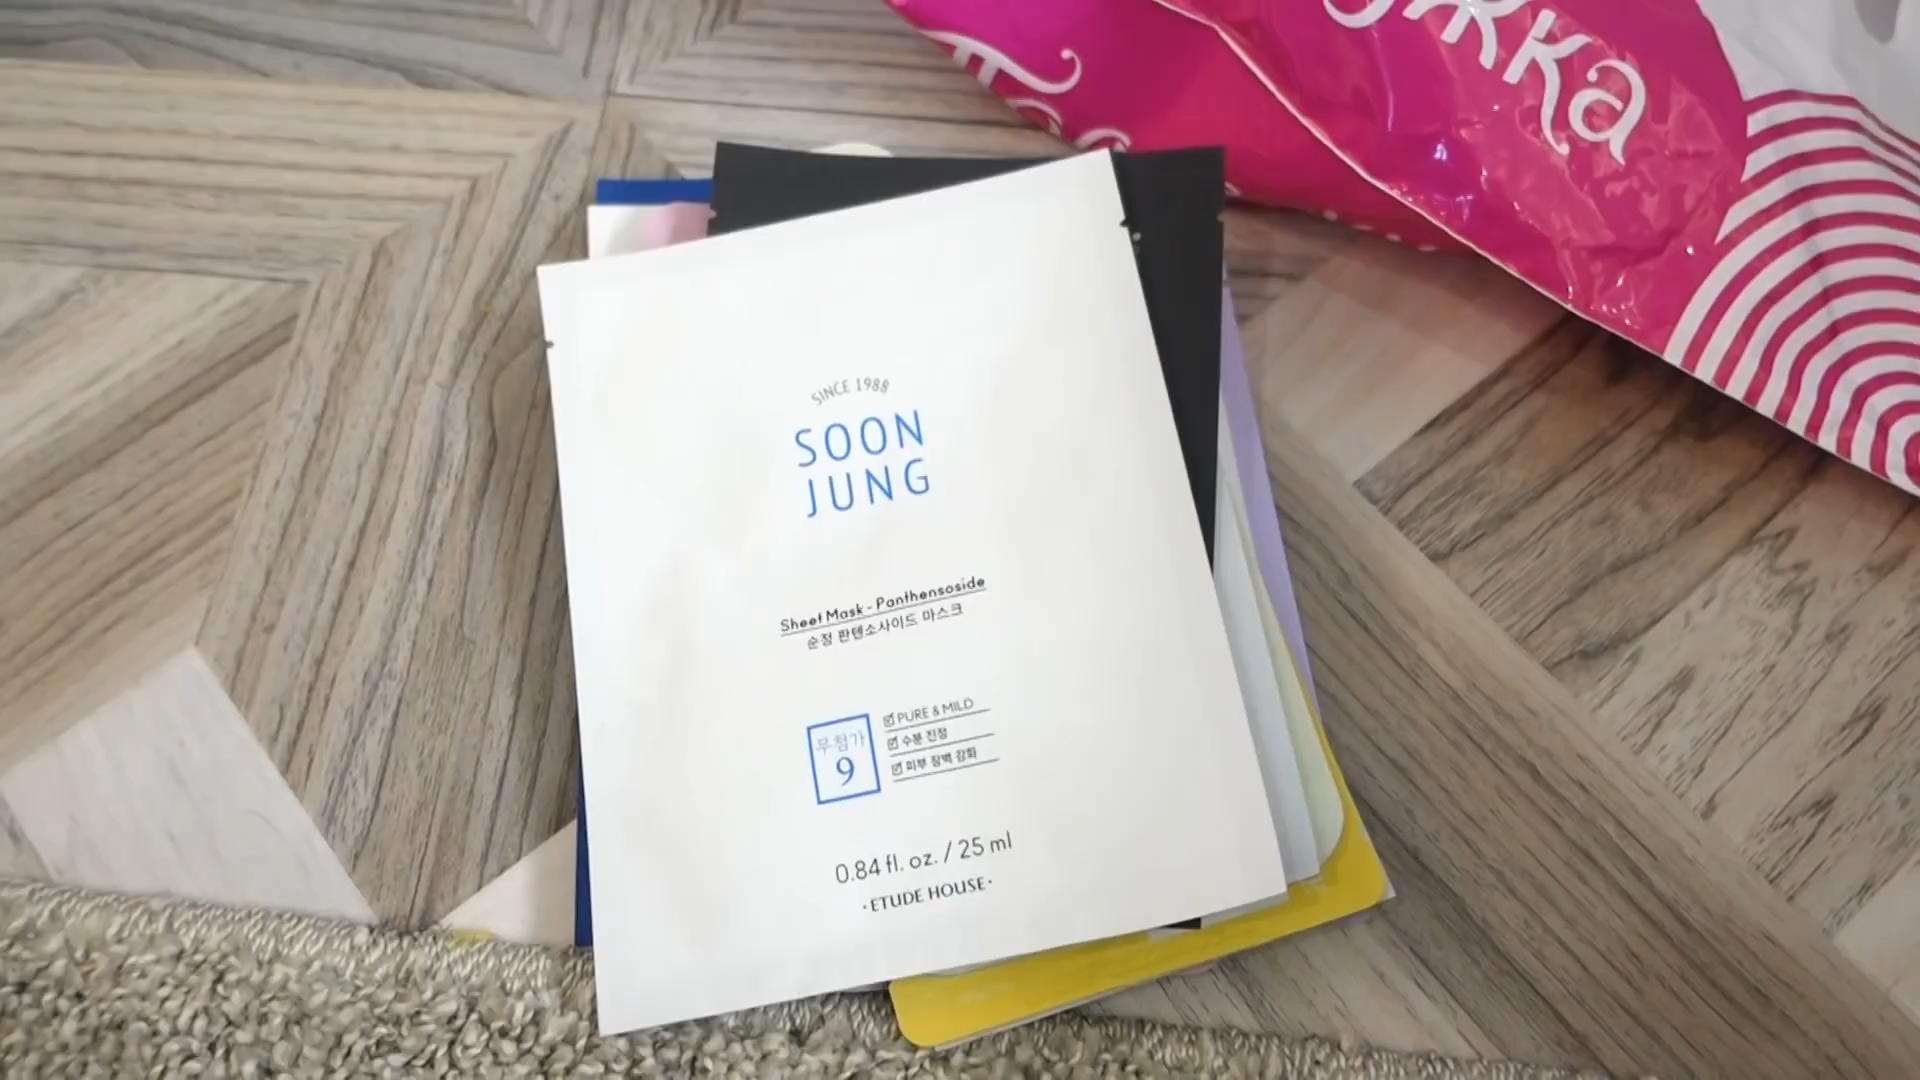 SINCE 1988
SOON
JUNG
Sheet Mask - Panthensoside
순정 판텐소사이드 마스크
무첨가
9
PURE & MILD
수분 진정
피부 장벽 강화
0.84 fl. oz. / 25 ml
·ETUDE HOUSE·